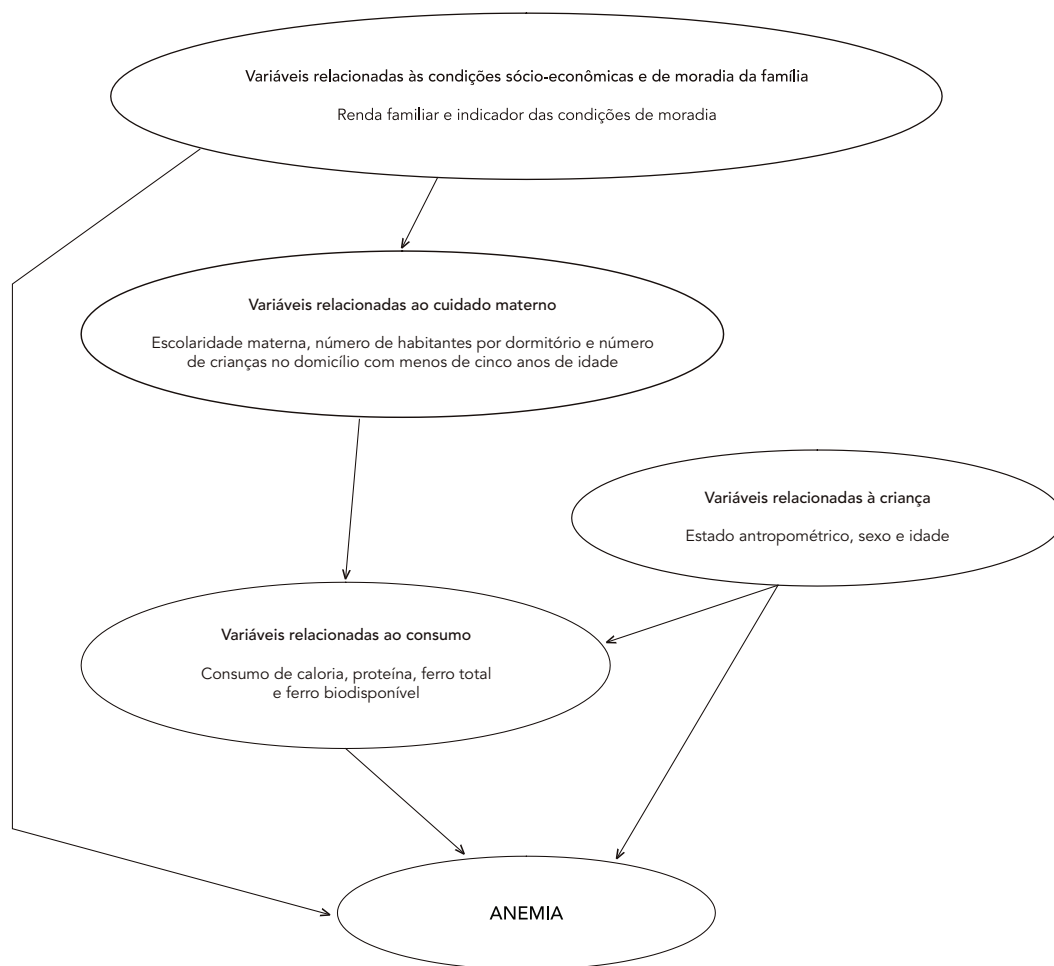 Variáveis relacionadas às condições sócio-econômicas e de moradia da família
Renda familiar e indicador das condições de moradia
Variáveis relacionadas ao cuidado materno
Escolaridade materna, número de habitantes por dormitório e número
de crianças no domicílio com menos de cinco anos de idade
Variáveis relacionadas à criança
Estado antropométrico, sexo e idade
Variáveis relacionadas ao consumo
Consumo de caloria, proteína, ferro total
e ferro biodisponível
ANEMIA